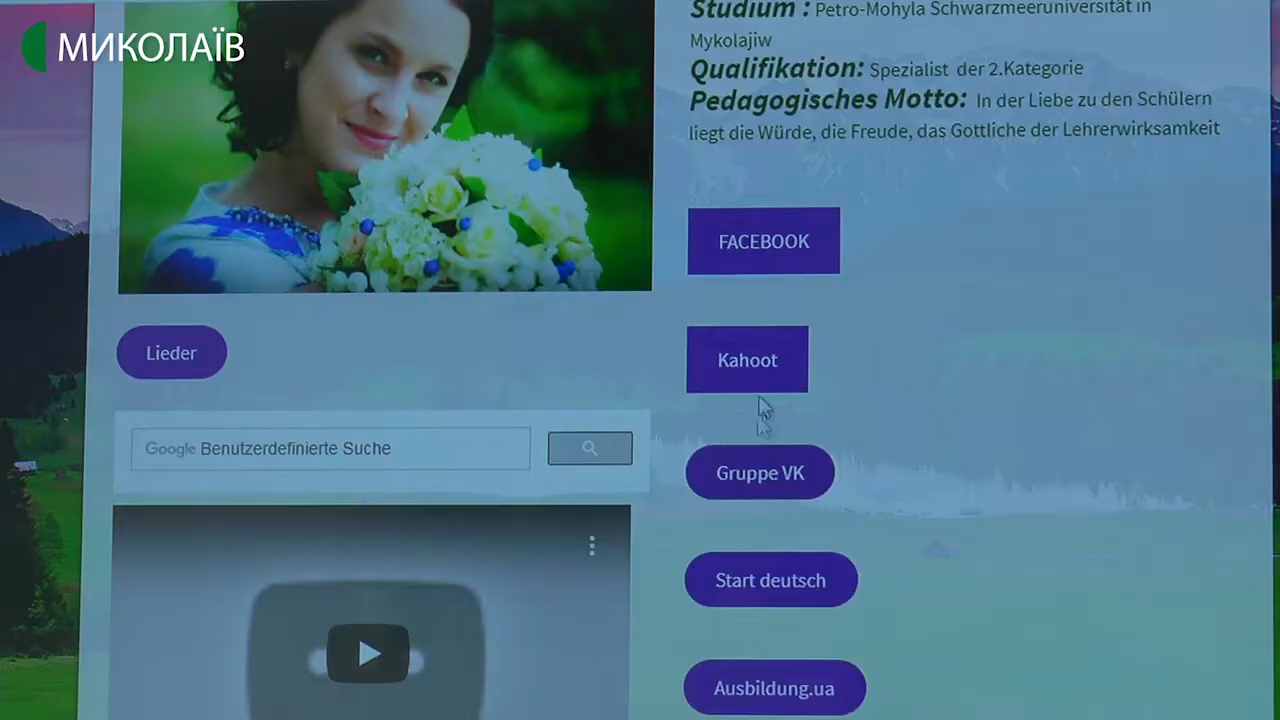 МИКОЛАЇВ
Studium : Petro-Mohyla Schwarzmeeruniversität in
Mykolajiw
Qualifikation: Spezialist der 2.Kategorie
Pedagogisches Motto: In der Liebe zu den Schülern
liegt die Würde, die Freude, das Gottliche der Lehrerwirksamkeit
FACEBOOK
Lieder
Kahoot
Google Benutzerdefinierte Suche
Gruppe VK
Start deutsch
Ausbildung.ua